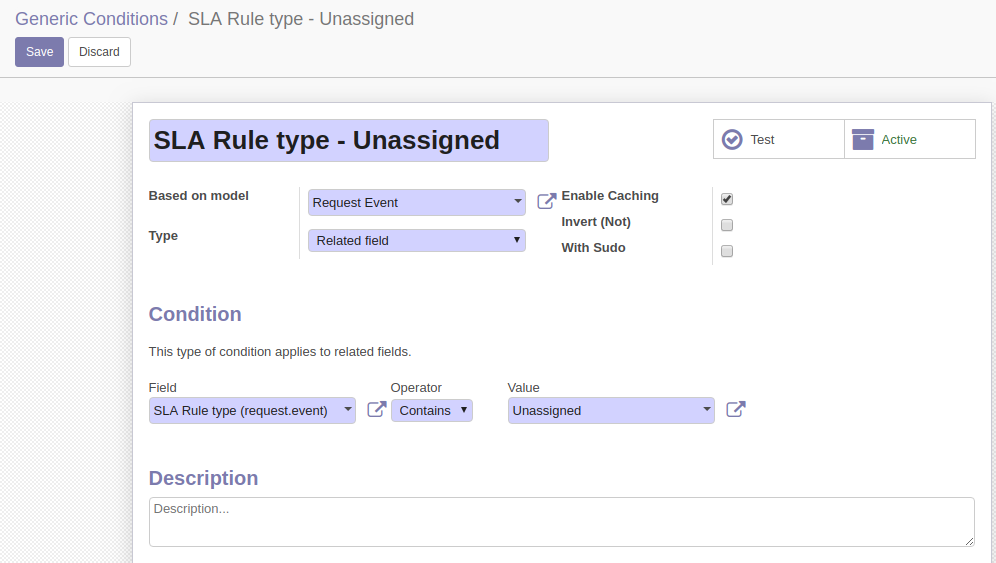 Generic Conditions / SLA Rule type - Unassigned
Save Discard
SLA Rule type - Unassigned
Test
Active
Based on model
Request Event
Type
Related field
Enable Caching
Invert (Not)
With Sudo
Condition
This type of condition applies to related fields.
Field Operator Value
SLA Rule type (request.event) Contains Unassigned
Description
Description...